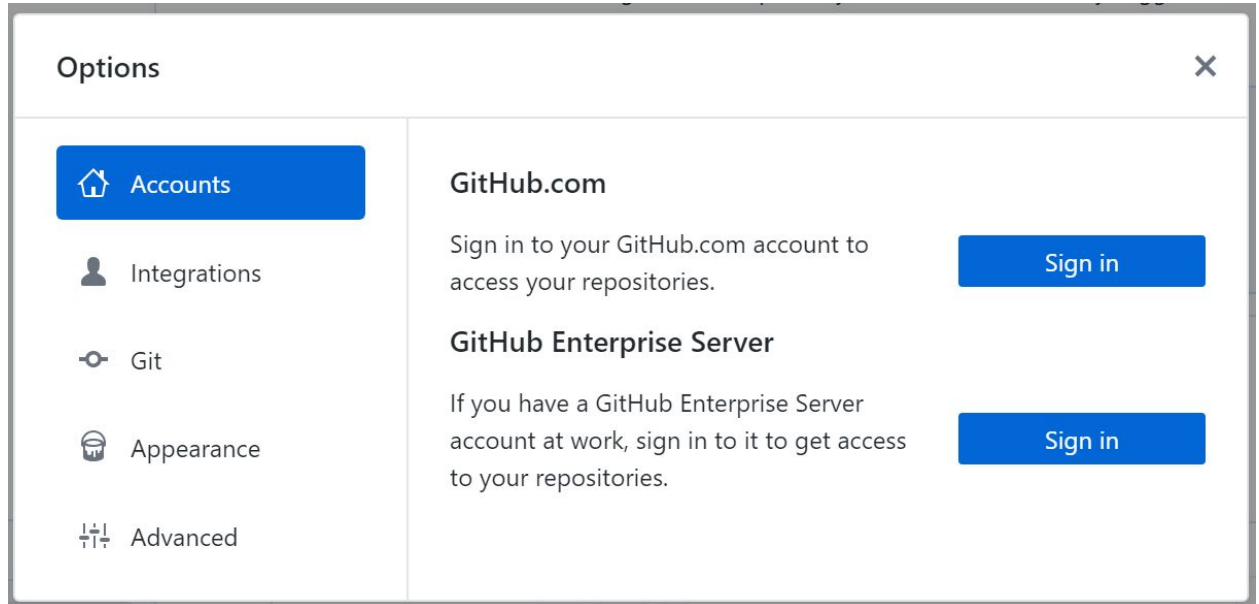 Options
Accounts
Integrations
Git
Appearance
Advanced
GitHub.com
Sign in to your GitHub.com account to
access your repositories.
Sign in
GitHub Enterprise Server
If you have a GitHub Enterprise Server
account at work, sign in to it to get access
to your repositories.
Sign in